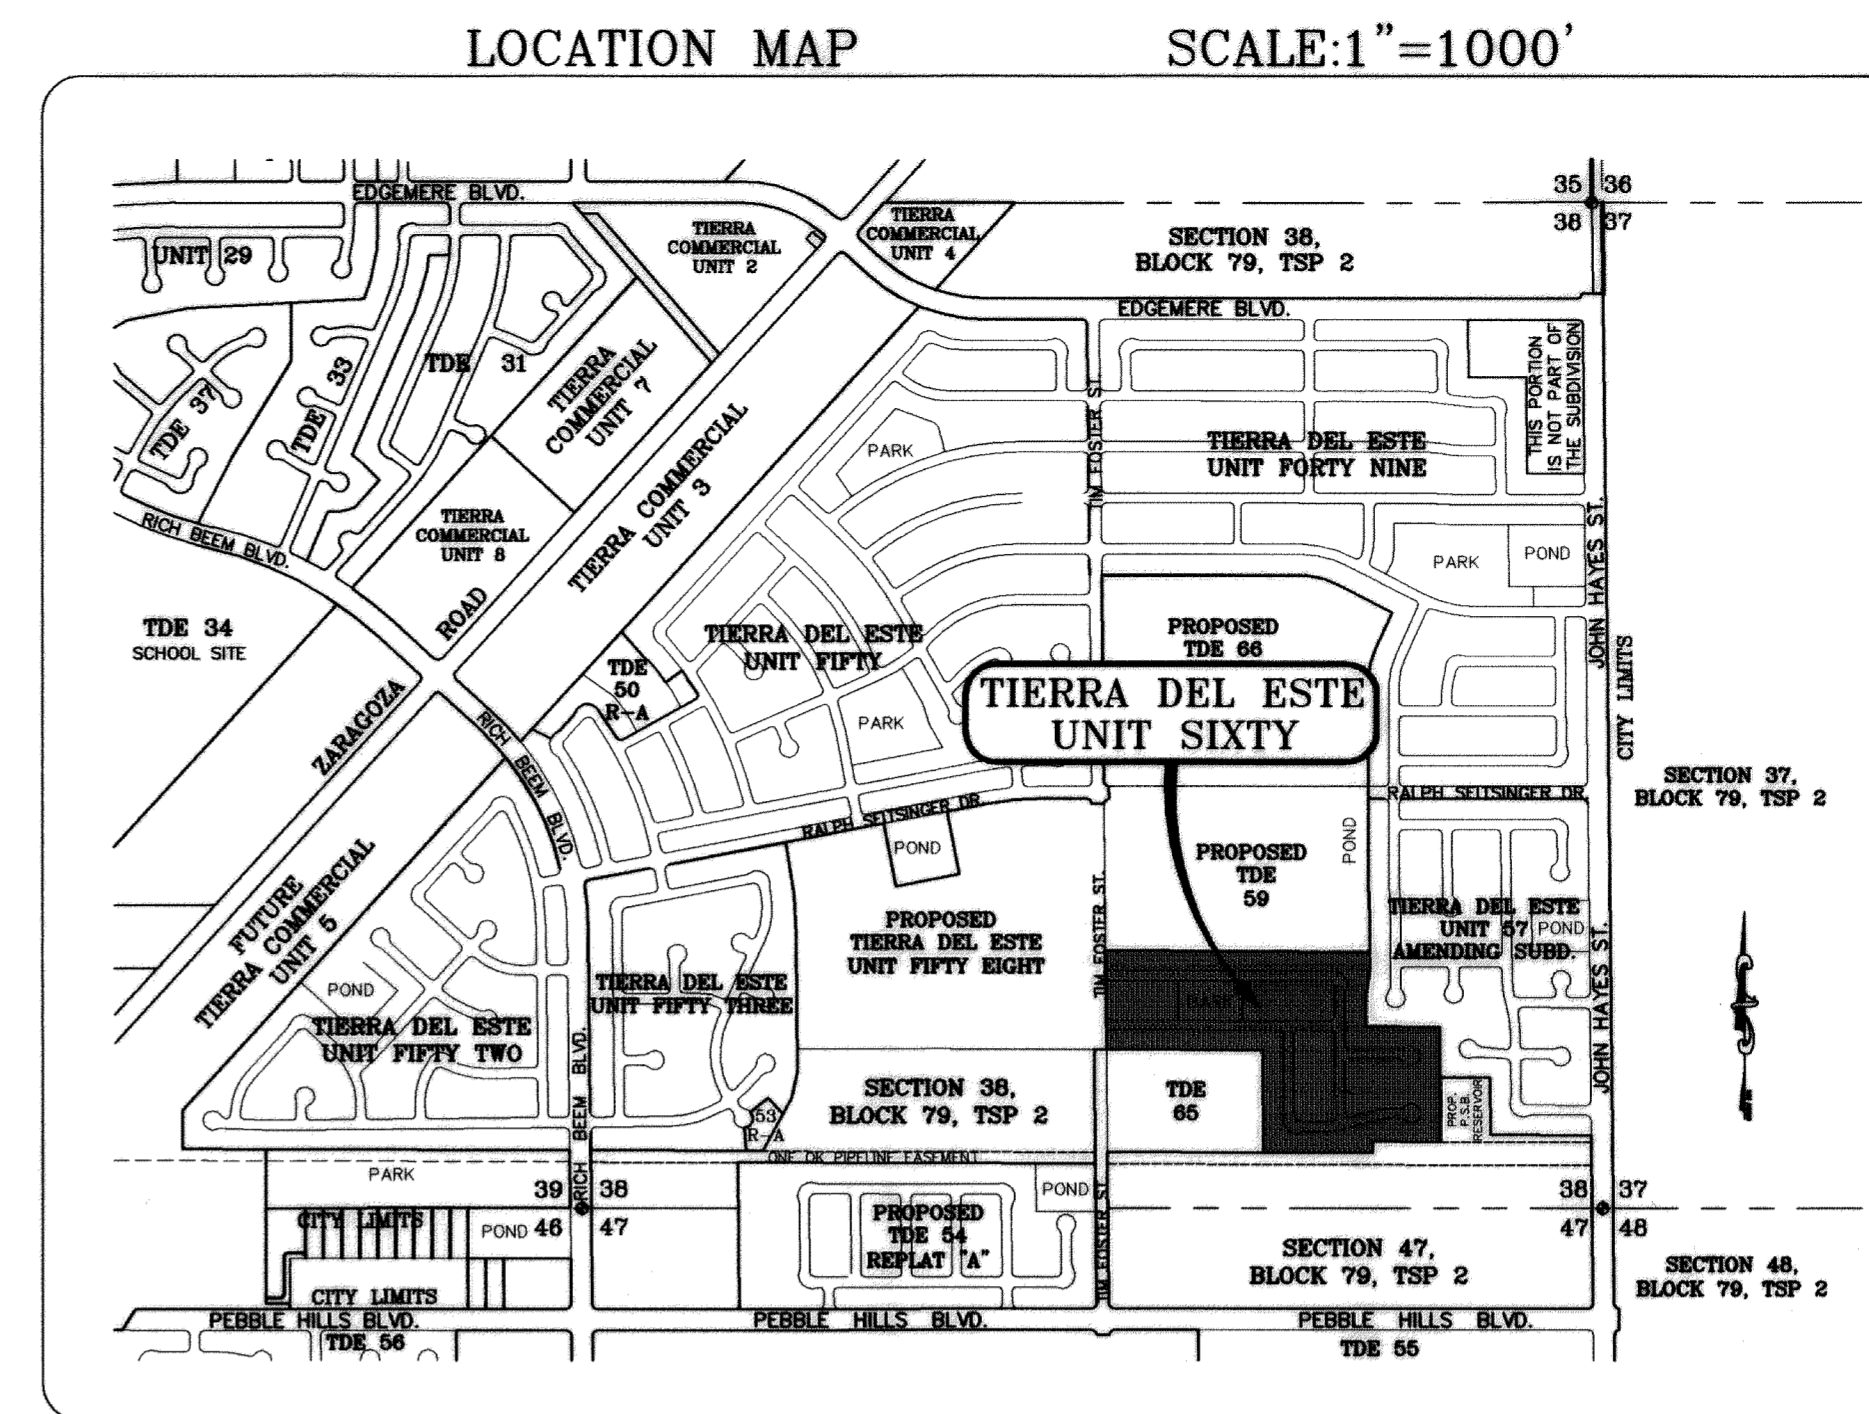 LOCATION MAP
SCALE:1"=1000'
EDGEMERE BLVD.
UNIT 29
TIERRA
COMMERCIAL
UNIT 2
TIERRA
COMMERCIAL
UNIT 4
SECTION 38,
BLOCK 79, TSP 2
35
36
38
37
EDGEMERE BLVD.
THIS PORTION
IS NOT PART OF
THE SUBDIVISION
TDE 37
TDE 33
TDE 31
TIERRA
COMMERCIAL
UNIT 7
TIERRA COMMERCIAL
UNIT 3
PARK
TIM FOSTER ST.
TIERRA DEL ESTE
UNIT FORTY NINE
RICH BEEM BLVD.
TIERRA
COMMERCIAL
UNIT 8
PARK
POND
JOHN HAYES ST.
CITY LIMITS
TDE 34
SCHOOL SITE
ZARAGOZA ROAD
TIERRA DEL ESTE
UNIT FIFTY
TDE
50
R-A
PARK
PROPOSED
TDE 66
TIERRA DEL ESTE
UNIT SIXTY
RICH BEEM BLVD.
RALPH SEITSINGER DR.
RALPH SEITSINGER DR.
SECTION 37,
BLOCK 79, TSP 2
FUTURE
TIERRA COMMERCIAL
UNIT 5
POND
POND
PROPOSED
TDE
59
PROPOSED
TIERRA DEL ESTE
UNIT FIFTY EIGHT
TIM FOSTER ST.
TIERRA DEL ESTE
UNIT 57
AMENDING SUBD.
POND
JOHN HAYES ST.
POND
TIERRA DEL ESTE
UNIT FIFTY TWO
TIERRA DEL ESTE
UNIT FIFTY THREE
PARK
RICH BEEM BLVD.
53
R-A
SECTION 38,
BLOCK 79, TSP 2
TDE
65
PROP.
P.S.B.
RESERVOIR
ONE OK PIPELINE EASEMENT
PARK
39
38
POND
46
47
CITY LIMITS
CITY LIMITS
PROPOSED
TDE 54
REPLAT "A"
POND
TIM FOSTER ST.
38
37
47
48
SECTION 47,
BLOCK 79, TSP 2
SECTION 48,
BLOCK 79, TSP 2
PEBBLE HILLS BLVD.
PEBBLE HILLS BLVD.
PEBBLE HILLS BLVD.
TDE 56
TDE 55